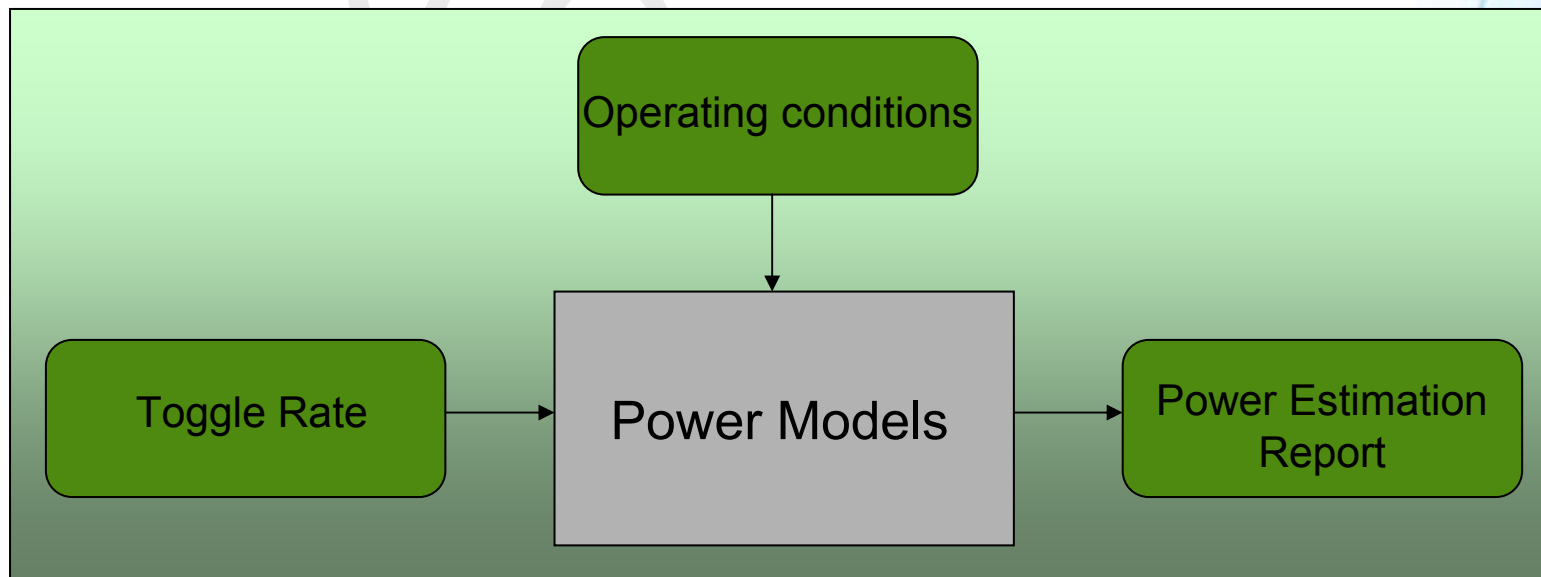 Operating conditions
Toggle Rate
Power Models
Power Estimation
Report